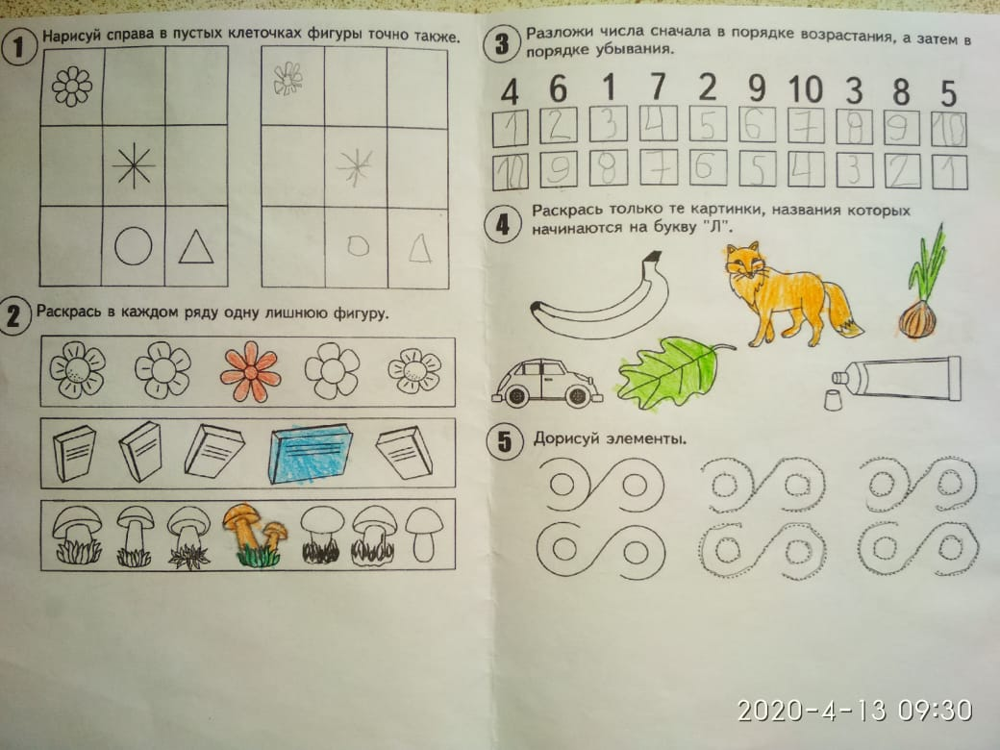 1 Нарисуй справа в пустых клеточках фигуры точно также.
2 Раскрась в каждом ряду одну лишнюю фигуру.
3 Разложи числа сначала в порядке возрастания, а затем в
порядке убывания.
4 6 1 7 2 9 10 3 8 5
1 2 3 4 5 6 7 8 9 10
10 9 8 7 6 5 4 3 2 1
4 Раскрась только те картинки, названия которых
начинаются на букву "Л".
5 Дорисуй элементы.
2020-4-13 09:30